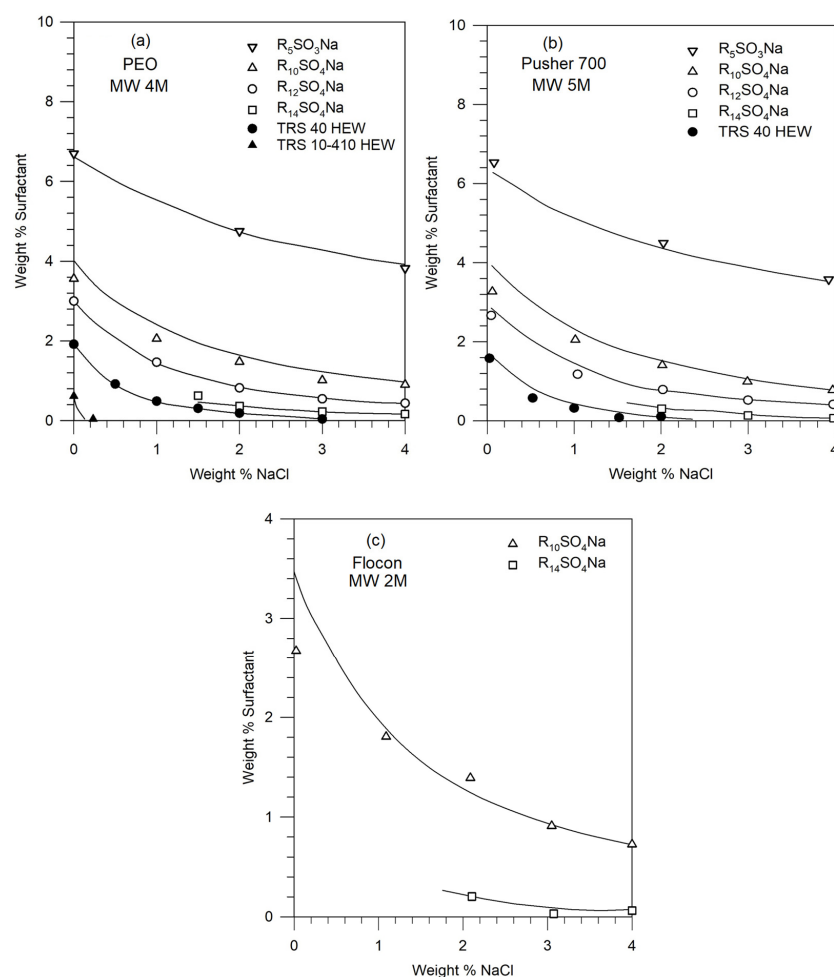 (a)
PEO
MW 4M
R₅SO₃Na
R₁₀SO₄Na
R₁₂SO₄Na
R₁₄SO₄Na
TRS 40 HEW
TRS 10-410 HEW
10
8
6
4
2
0
Weight % Surfactant
0 1 2 3 4
Weight % NaCl
(b)
Pusher 700
MW 5M
R₅SO₃Na
R₁₀SO₄Na
R₁₂SO₄Na
R₁₄SO₄Na
TRS 40 HEW
10
8
6
4
2
0
Weight % Surfactant
0 1 2 3 4
Weight % NaCl
(c)
Flocon
MW 2M
R₁₀SO₄Na
R₁₄SO₄Na
4
3
2
1
0
Weight % Surfactant
0 1 2 3 4
Weight % NaCl